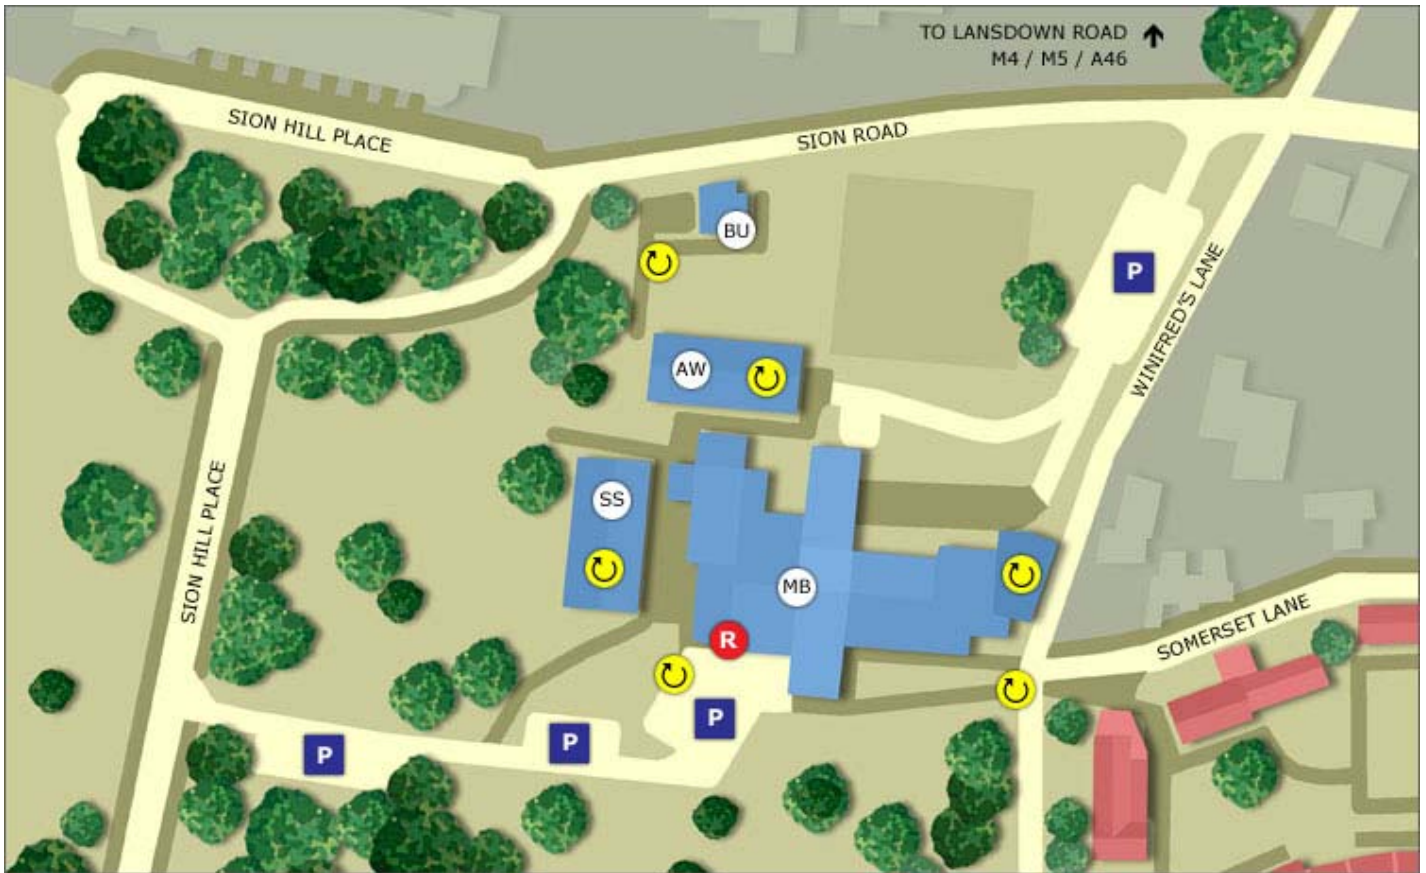 TO LANSDOWN ROAD
M4 / M5 / A46
SION HILL PLACE
SION ROAD
BU
P
WINIFRED'S LANE
AW
SS
SION HILL PLACE
MB
SOMERSET LANE
R
P
P
P